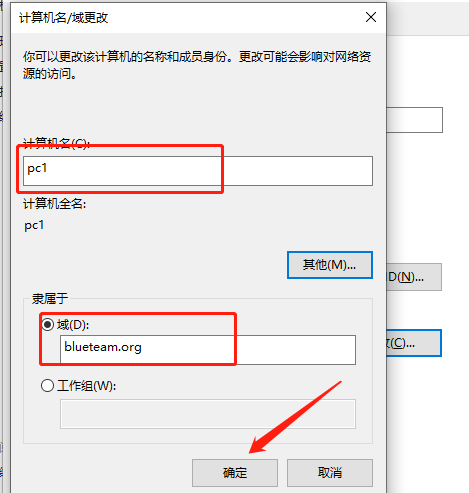 计算机名/域更改
你可以更改该计算机的名称和成员身份。更改可能会影响对网络资
源的访问。
计算机名(C):
pc1
计算机全名:
pc1
其他(M)...
ID(N)...
隶属于
域(D):
blueteam.org
(C)...
工作组(W):
确定
取消